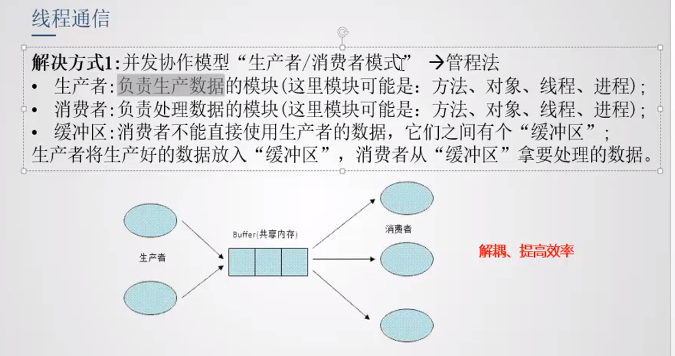 线程通信
解决方式1:并发协作模型“生产者/消费者模式” →管程法
• 生产者:负责生产数据的模块(这里模块可能是: 方法、对象、线程、进程);
• 消费者:负责处理数据的模块(这里模块可能是: 方法、对象、线程、进程);
• 缓冲区:消费者不能直接使用生产者的数据, 它们之间有个“缓冲区”;
生产者将生产好的数据放入“缓冲区”, 消费者从“缓冲区”拿要处理的数据。
Buffer(共享内存)
消费者
生产者
解耦、提高效率